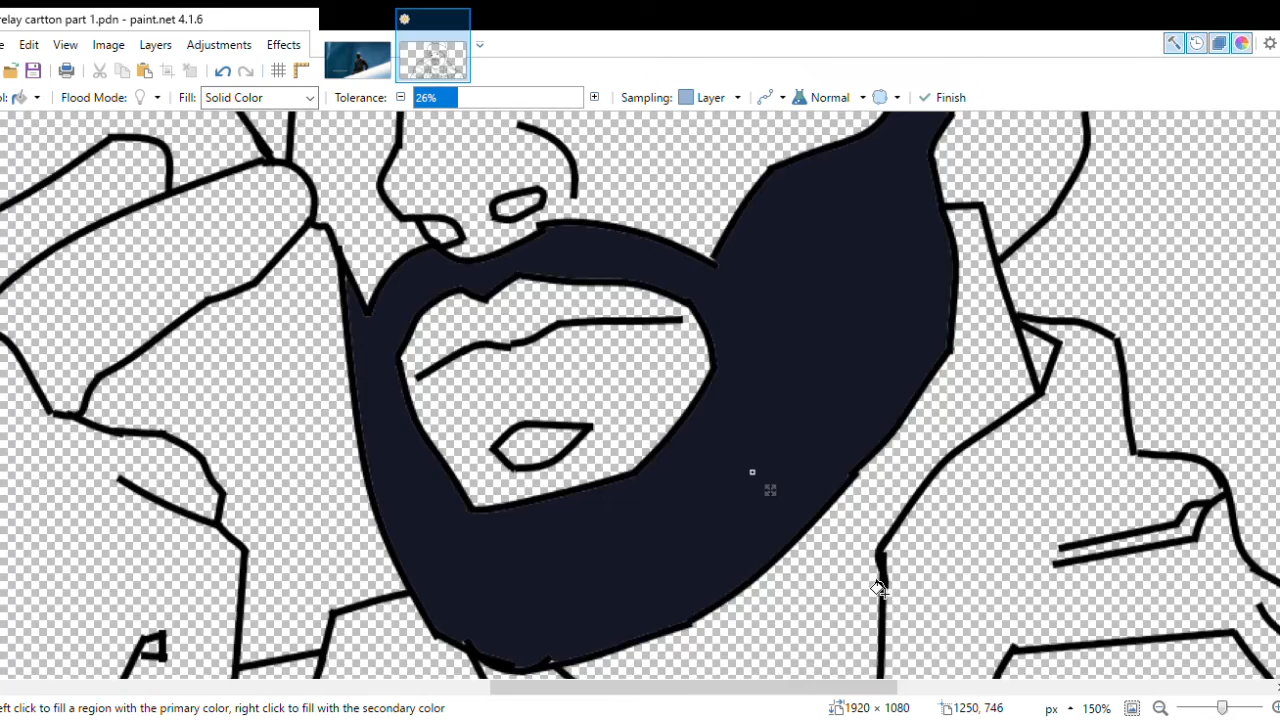 relay cartton part 1.pdn - paint.net 4.1.6
Edit View Image Layers Adjustments Effects
ol: Flood Mode: Fill: Solid Color Tolerance: 26% Sampling: Layer Normal Finish
eft click to fill a region with the primary color, right click to fill with the secondary color 1920 × 1080 1250, 746 px 150%